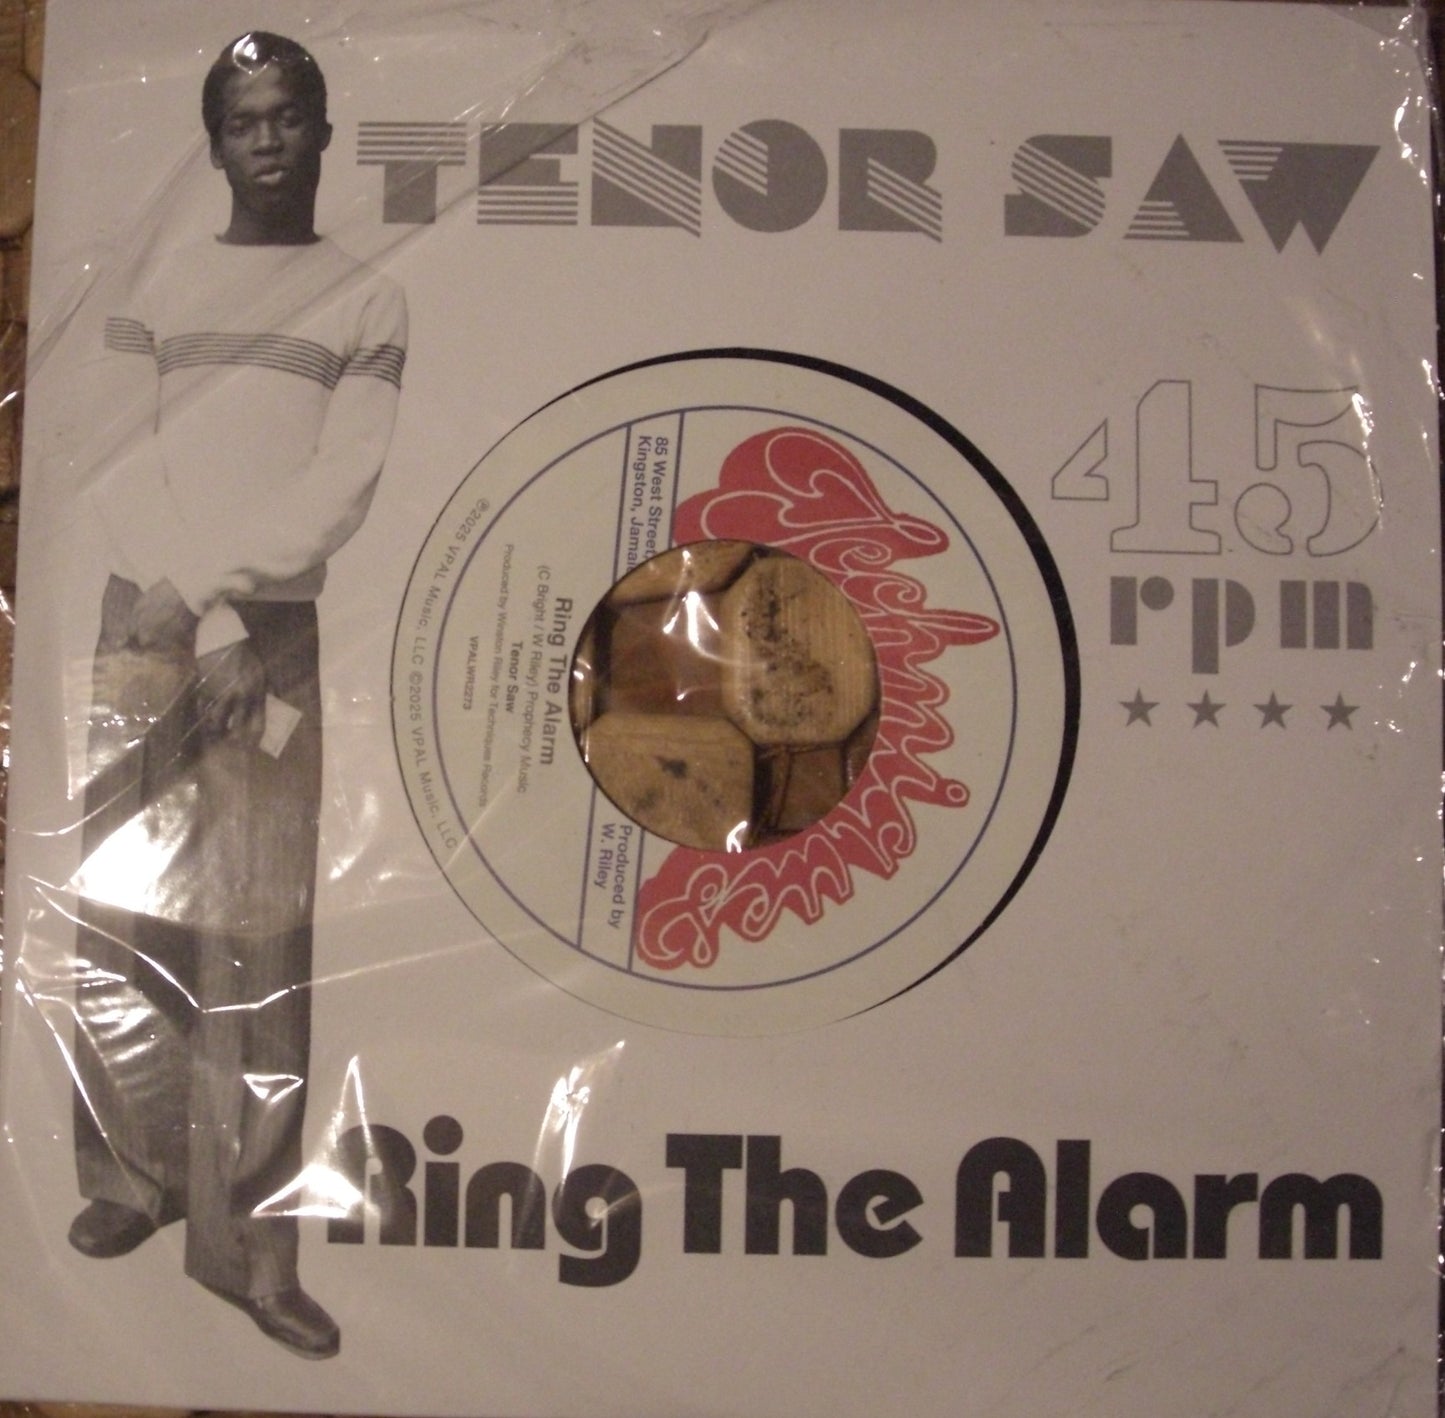 TENOR SAW
45
rpm
Techniques
85 West Street,
Kingston, Jamai
Produced by
W. Riley
Ring The Alarm
(C Bright / W Riley) Prophecy Music
Tenor Saw
Produced by Winston Riley for Techniques Records
VPALWR2273
℗2025 VPAL Music, LLC ©2025 VPAL Music, LLC
Ring The Alarm